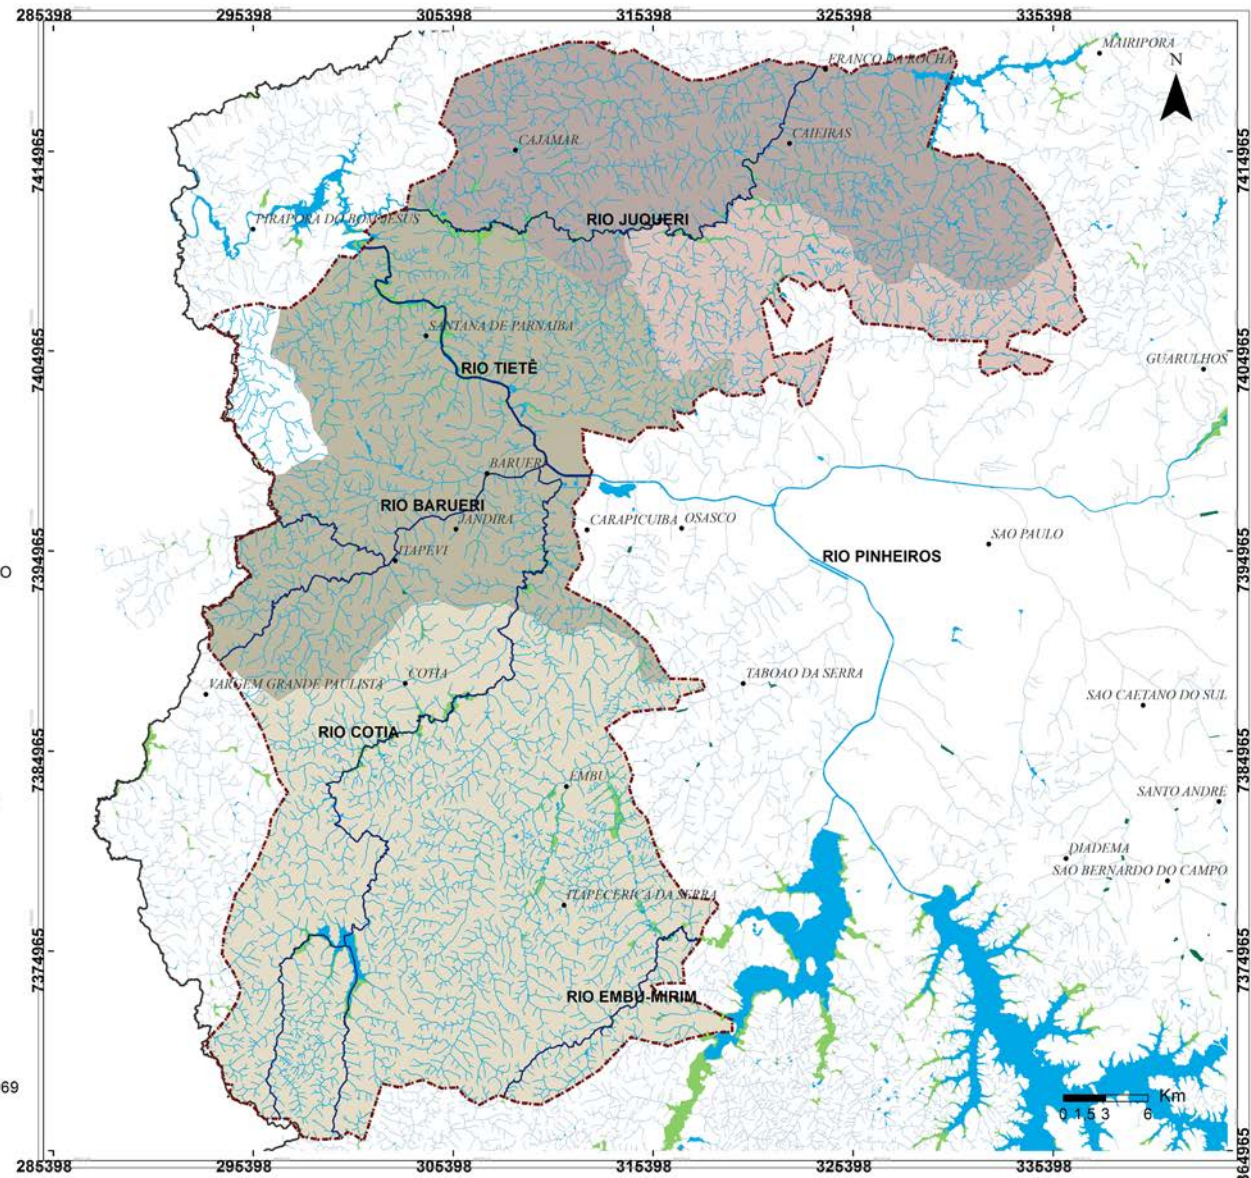 285398 295398 305398 315398 325398 335398
MAIRIPORA
N
FRANCO DA ROCHA
7414965 7414965
CAJAMAR
CAIEIRAS
PIRAPORA DO BOM JESUS
RIO JUQUERI
7404965 7404965
SANTANA DE PARNAIBA
RIO TIETÊ
GUARULHOS
BARUERI
RIO BARUERI
JANDIRA
CARAPICUIBA
OSASCO
SAO PAULO
7394965 7394965
ITAPEVI
RIO PINHEIROS
O
COTIA
TABOAO DA SERRA
VARGEM GRANDE PAULISTA
SAO CAETANO DO SUL
RIO COTIA
7384965 7384965
EMBU
SANTO ANDRE
DIADEMA
SAO BERNARDO DO CAMPO
ITAPECERICA DA SERRA
7374965 7374965
RIO EMBU-MIRIM
69
Km
0 1,5 3 6
364965
285398 295398 305398 315398 325398 335398